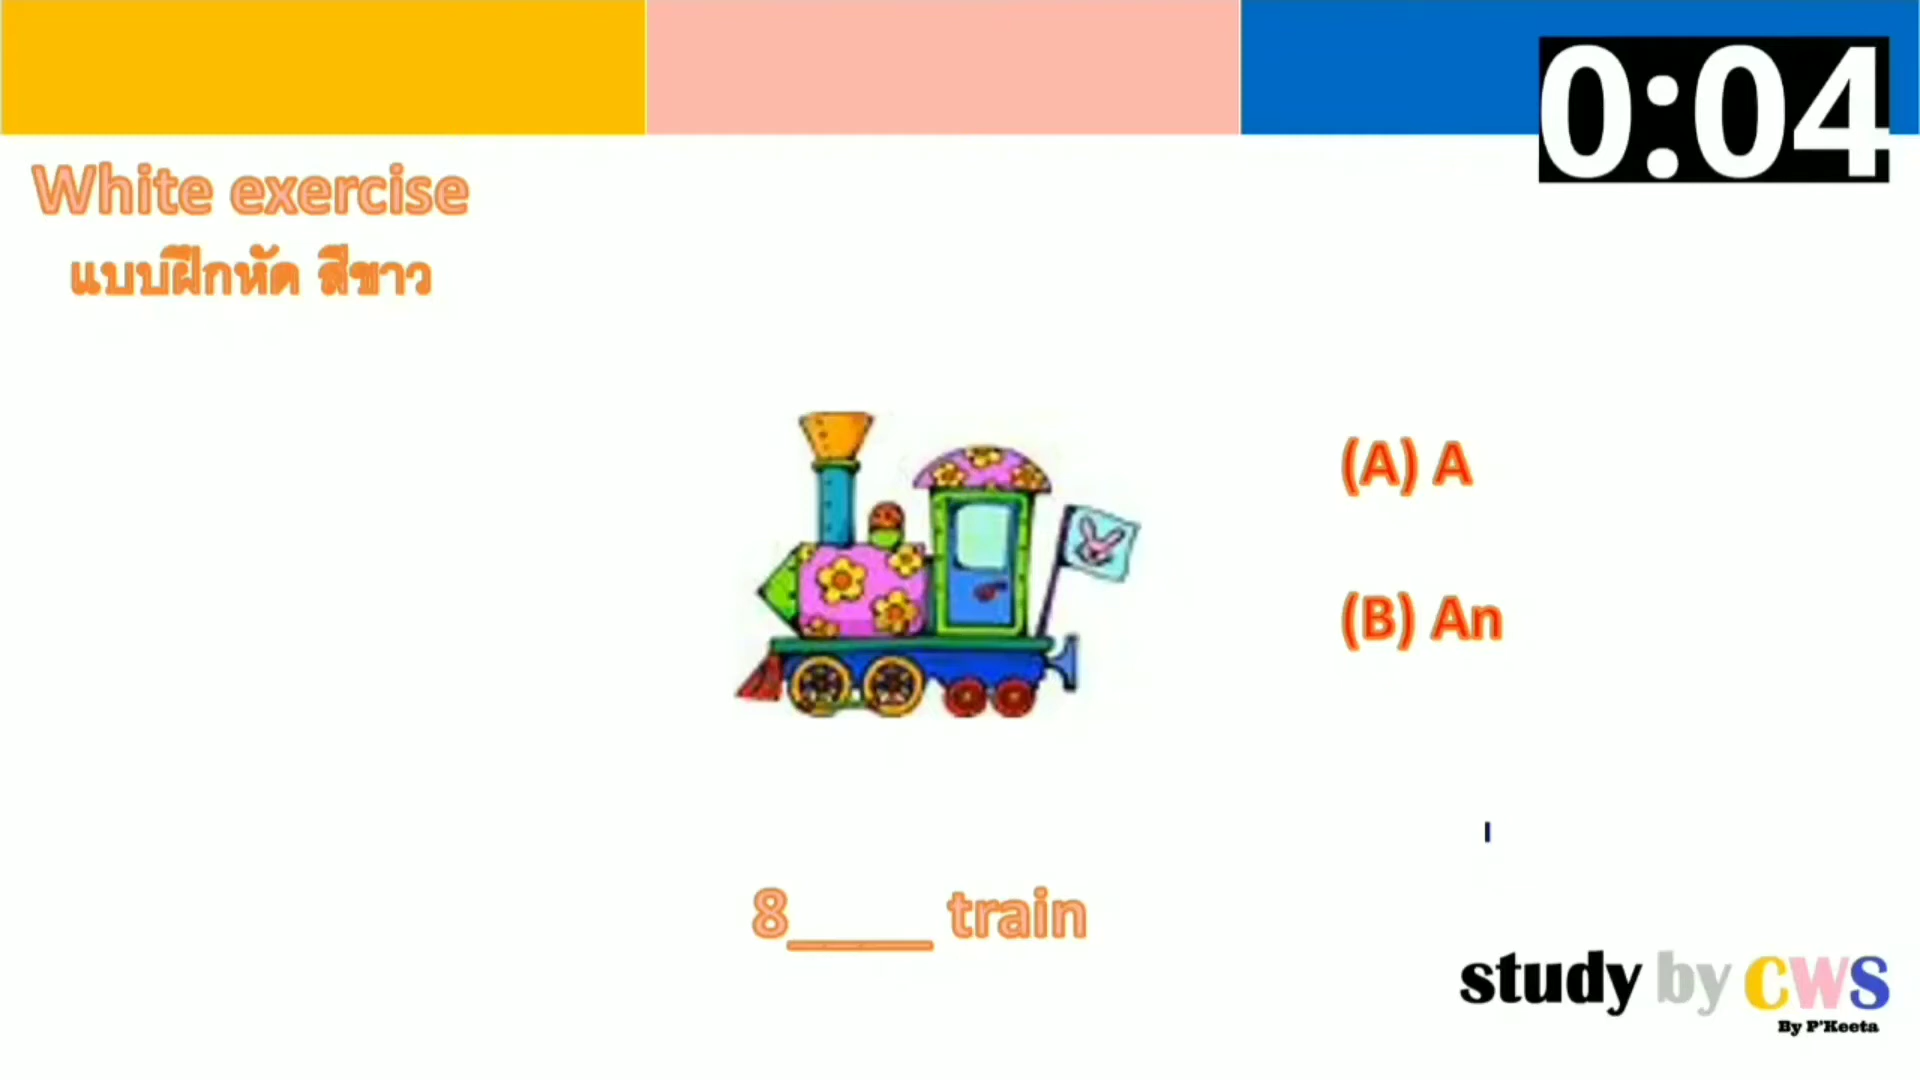 0:04
White exercise
แบบฝึกหัด สีขาว
(A) A
(B) An
8_____ train
study by CWS
By P'Keeta